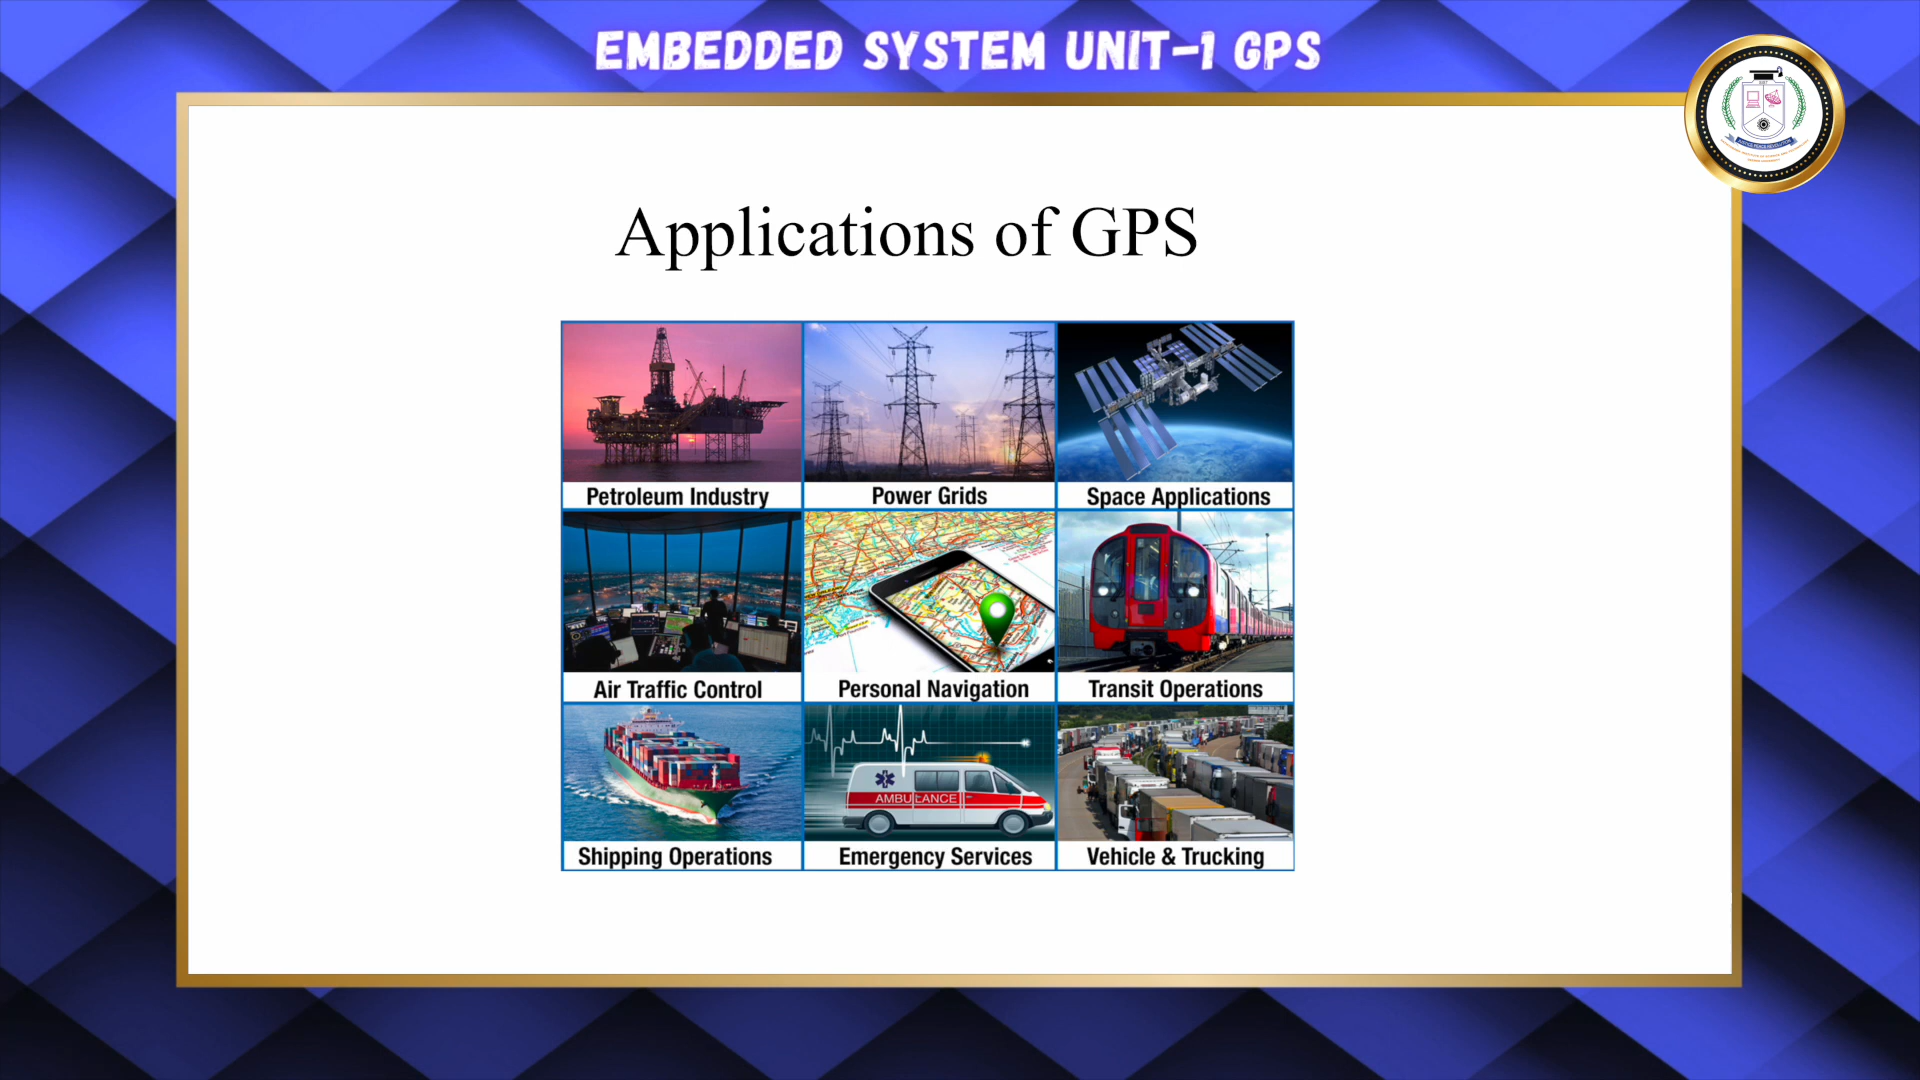 EMBEDDED SYSTEM UNIT-1 GPS
Applications of GPS
Petroleum Industry
Power Grids
Space Applications
Air Traffic Control
Personal Navigation
Transit Operations
AMBULANCE
Shipping Operations
Emergency Services
Vehicle & Trucking